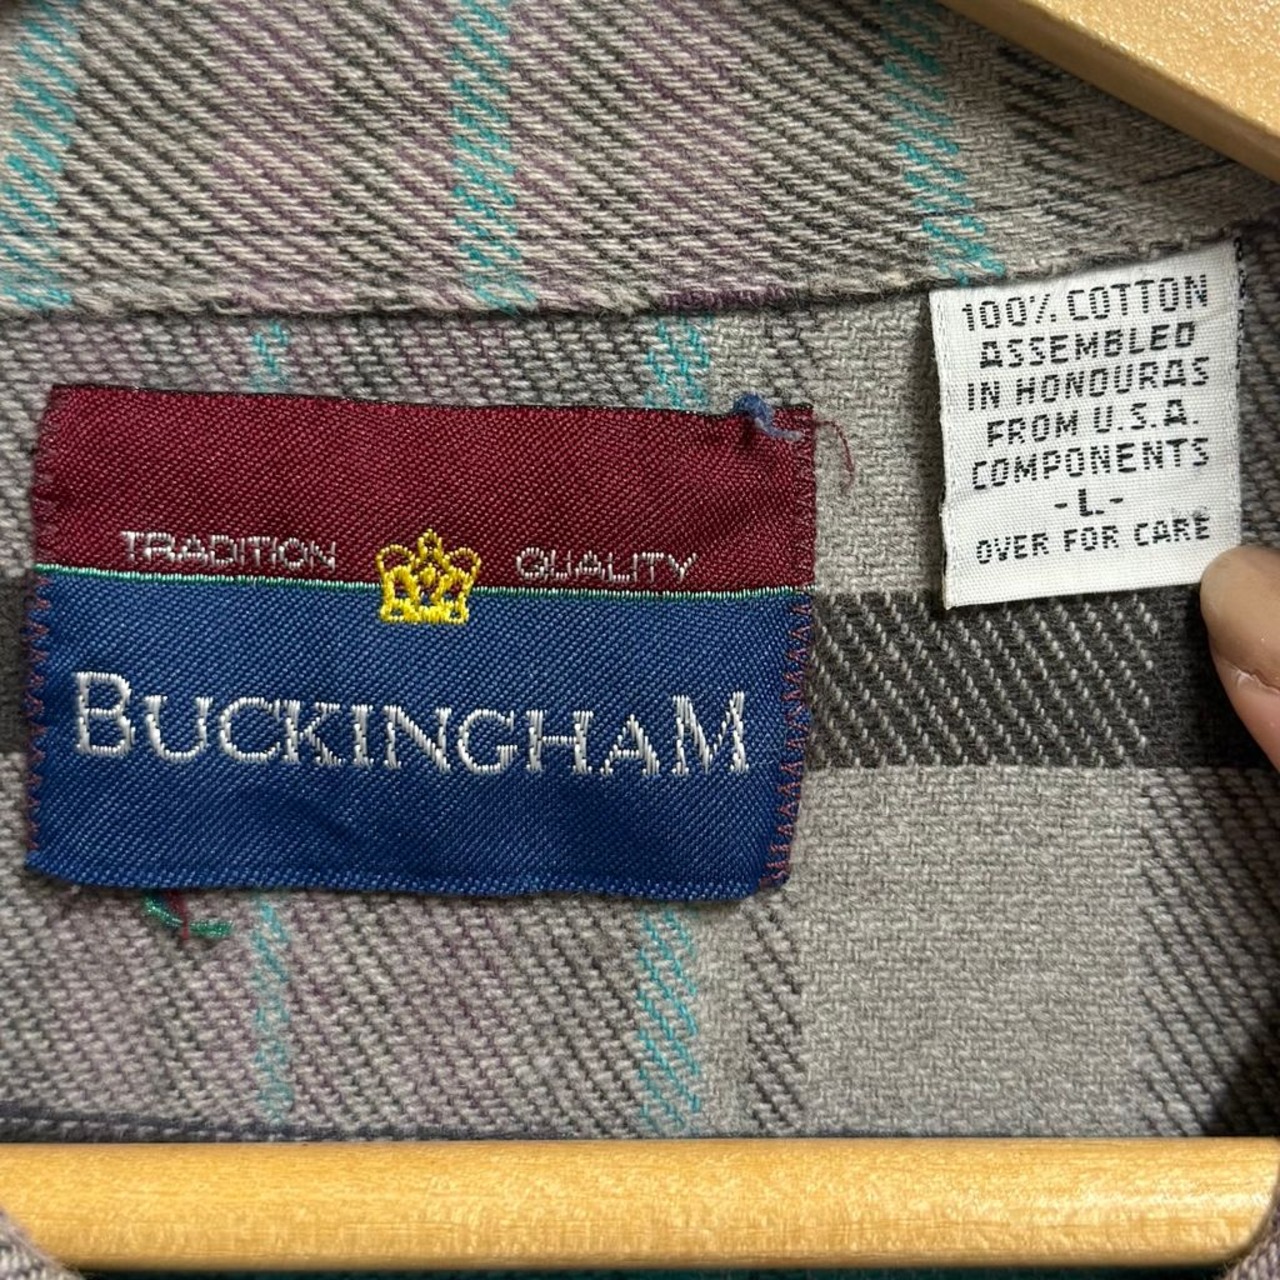 TRADITION QUALITY
BUCKINGHAM
100% COTTON
ASSEMBLED
IN HONDURAS
FROM U.S.A.
COMPONENTS
-L-
OVER FOR CARE